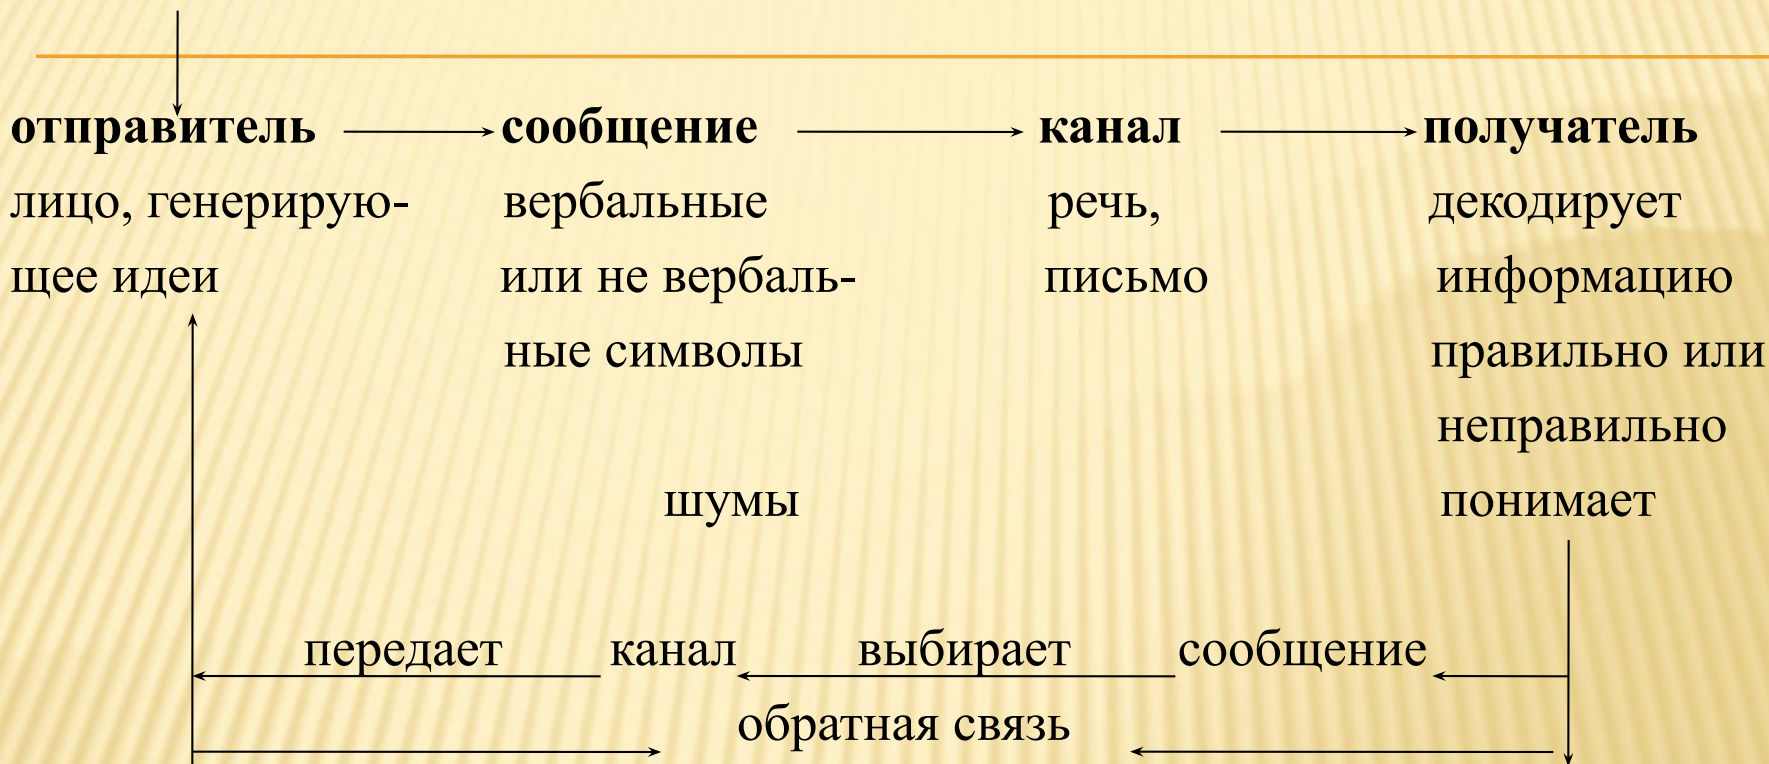 отправитель сообщение канал получатель
лицо, генерирую- вербальные речь, декодирует
щее идеи или не вербаль- письмо информацию
ные символы правильно или
неправильно
шумы понимает
передает канал выбирает сообщение
обратная связь